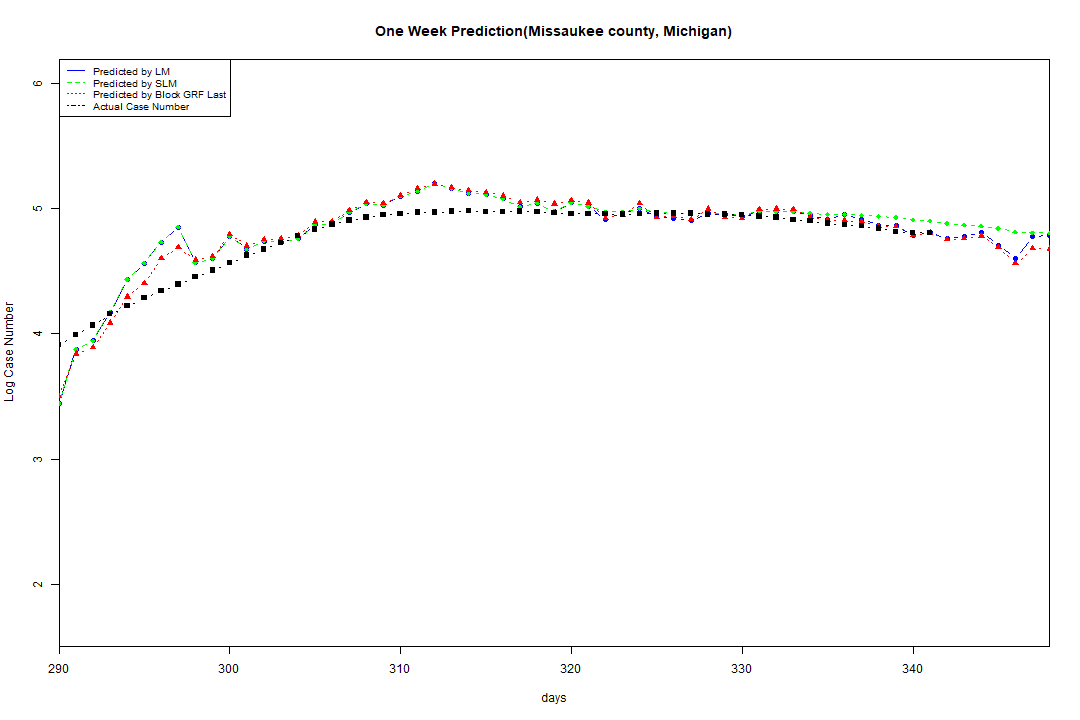 One Week Prediction(Missaukee county, Michigan)
Predicted by LM
Predicted by SLM
Predicted by Block GRF Last
Actual Case Number
6
5
4
3
2
Log Case Number
290 300 310 320 330 340
days